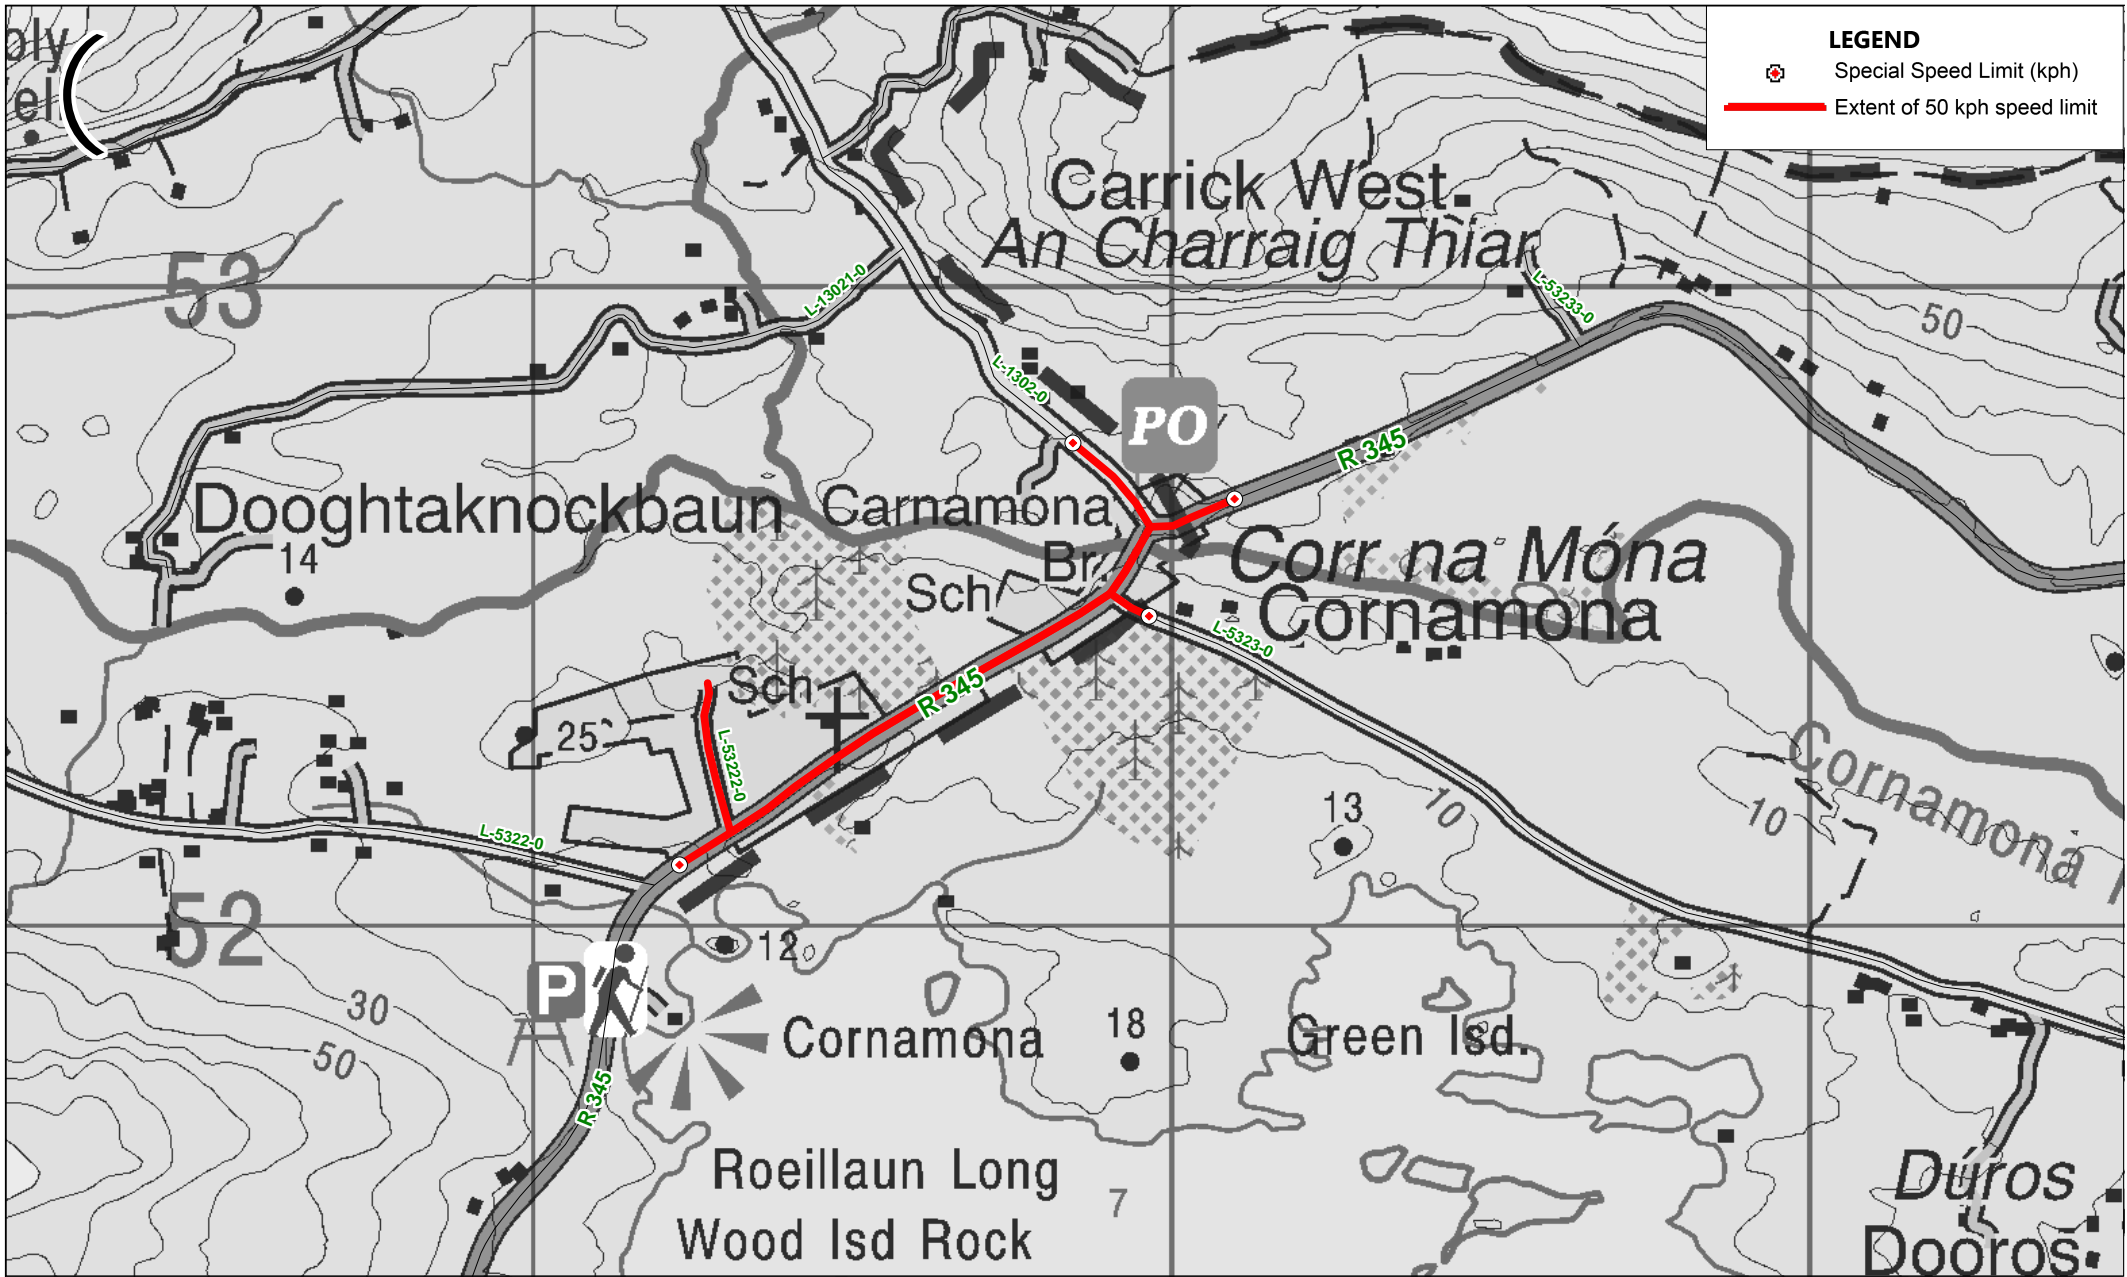 LEGEND
Special Speed Limit (kph)
Extent of 50 kph speed limit
Carrick West
An Charraig Thiar
53
L-13021-0
L-53233-0
50
L-1302-0
PO
R 345
Dooghtaknockbaun
Carnamona
Br.
Corr na Móna
Cornamona
14
Sch
L-5323-0
Sch
R 345
25
L-53222-0
Cornamona
10
10
13
L-5322-0
52
12
P
30
50
Cornamona
18
Green Isd.
R 345
Roeillaun Long
7
Wood Isd Rock
Dúros
Dooros